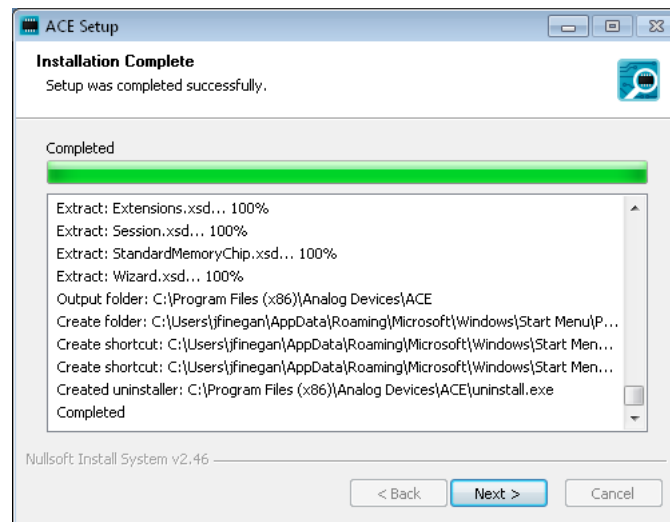 ACE Setup
Installation Complete
Setup was completed successfully.
Completed
Extract: Extensions.xsd... 100%
Extract: Session.xsd... 100%
Extract: StandardMemoryChip.xsd... 100%
Extract: Wizard.xsd... 100%
Output folder: C:\Program Files (x86)\Analog Devices\ACE
Create folder: C:\Users\jfinegan\AppData\Roaming\Microsoft\Windows\Start Menu\P...
Create shortcut: C:\Users\jfinegan\AppData\Roaming\Microsoft\Windows\Start Men...
Create shortcut: C:\Users\jfinegan\AppData\Roaming\Microsoft\Windows\Start Men...
Created uninstaller: C:\Program Files (x86)\Analog Devices\ACE\uninstall.exe
Completed
Nullsoft Install System v2.46
< Back Next > Cancel